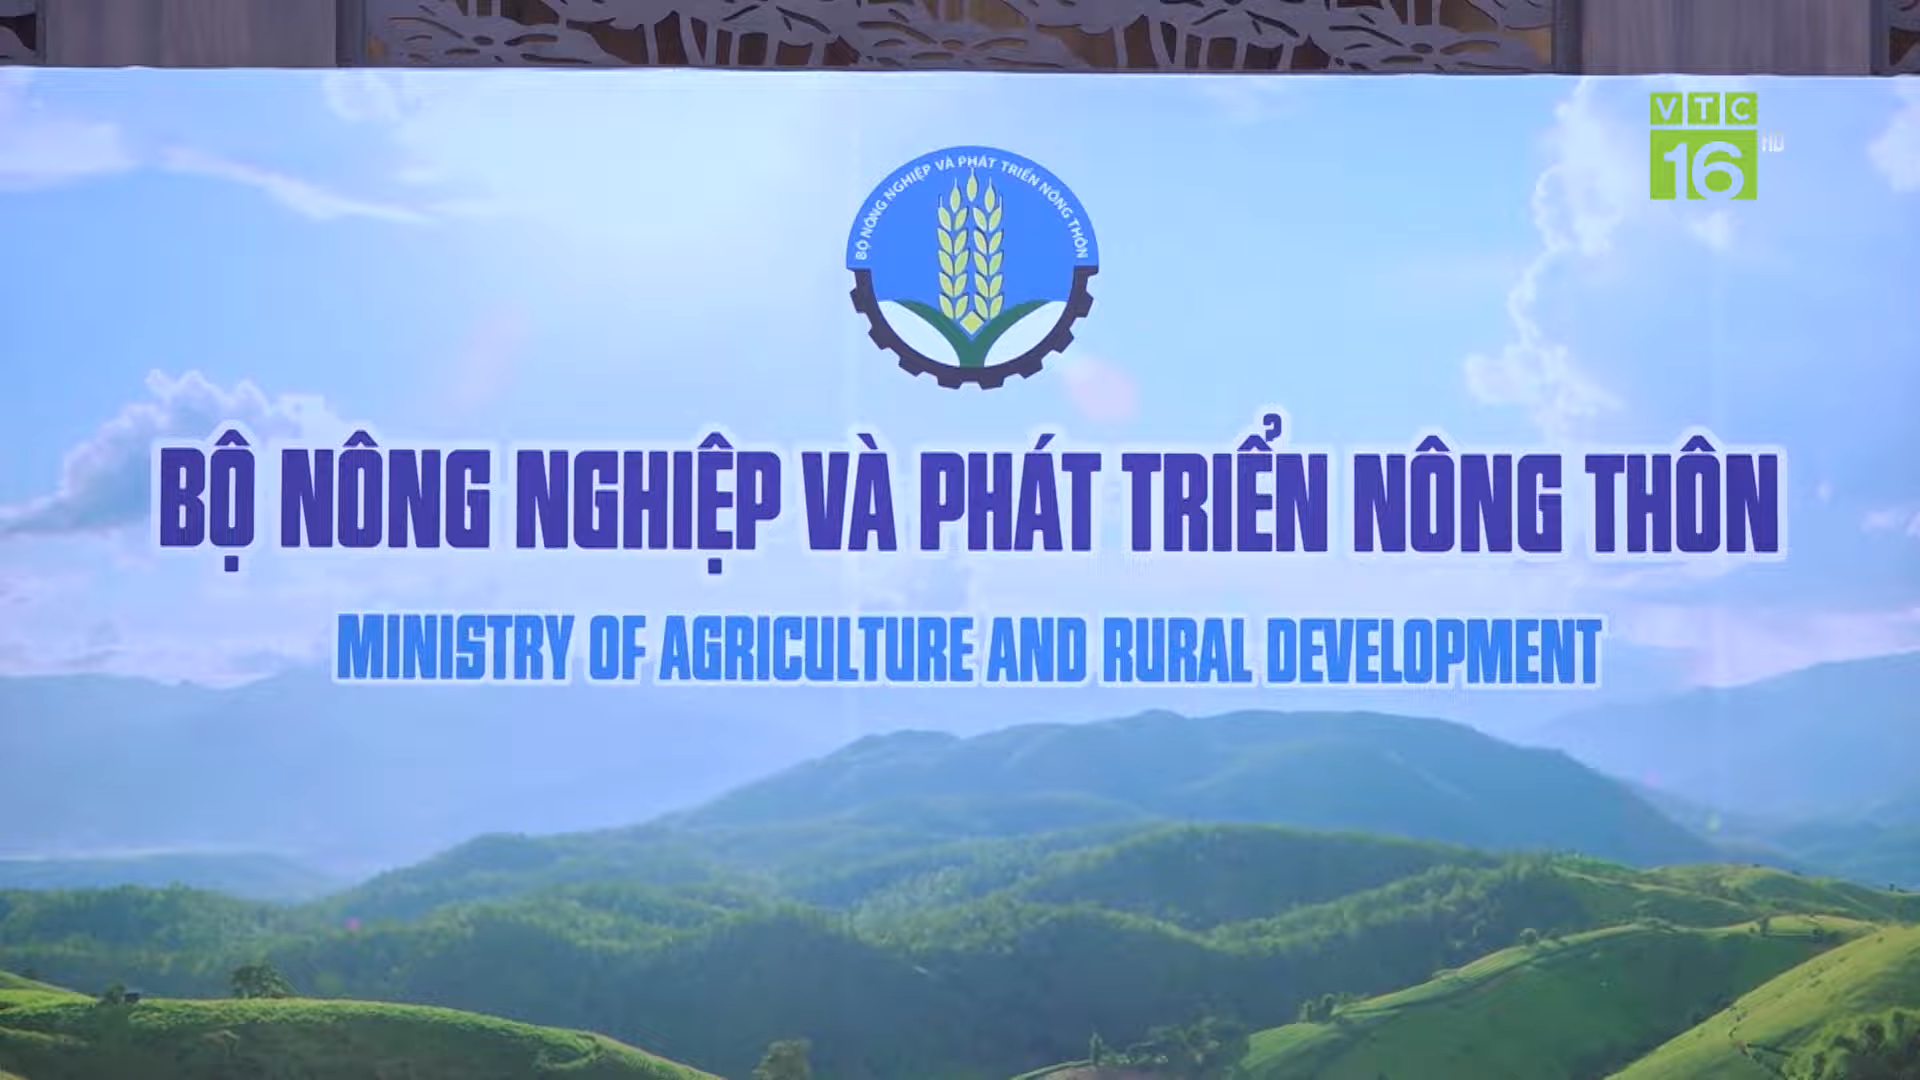 VTC
16 HD
BỘ NÔNG NGHIỆP VÀ PHÁT TRIỂN NÔNG THÔN
BỘ NÔNG NGHIỆP VÀ PHÁT TRIỂN NÔNG THÔN
MINISTRY OF AGRICULTURE AND RURAL DEVELOPMENT